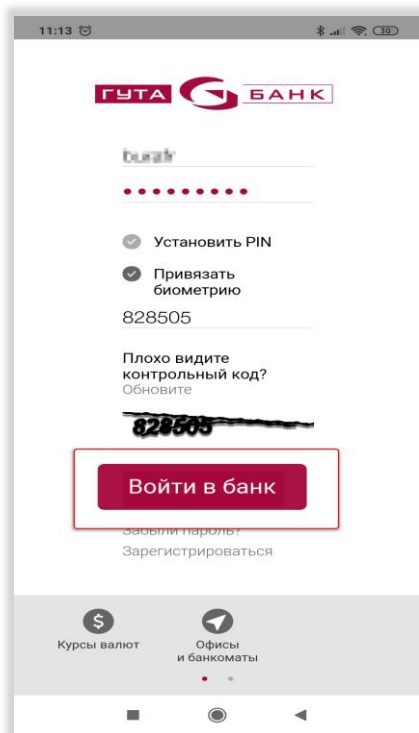 11:13
30
ГУТА БАНК
Установить PIN
Привязать
биометрию
828505
Плохо видите
контрольный код?
Обновите
828505
Войти в банк
Забыли пароль?
Зарегистрироваться
Курсы валют
Офисы
и банкоматы